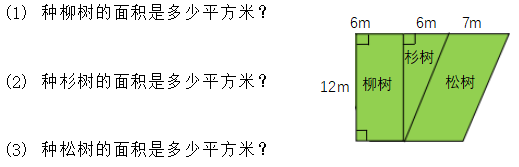 (1) 种柳树的面积是多少平方米？
(2) 种杉树的面积是多少平方米？
(3) 种松树的面积是多少平方米？
6m 6m 7m
12m
柳树 杉树 松树